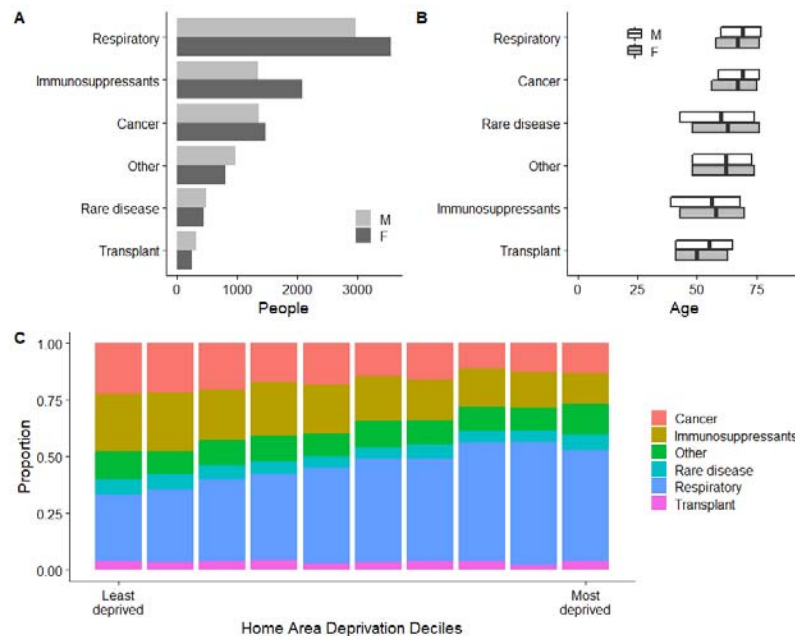 A
Respiratory
Immunosuppressants
Cancer
Other
Rare disease
Transplant
M
F
0
1000
2000
3000
People
B
M
F
Respiratory
Cancer
Rare disease
Other
Immunosuppressants
Transplant
0
25
50
75
Age
C
1.00
0.75
0.50
0.25
0.00
Proportion
Least
deprived
Most
deprived
Home Area Deprivation Deciles
Cancer
Immunosuppressants
Other
Rare disease
Respiratory
Transplant